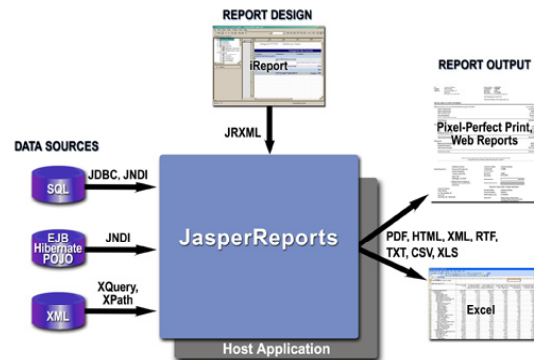 REPORT DESIGN
iReport
JRXML
REPORT OUTPUT
Pixel-Perfect Print,
Web Reports
DATA SOURCES
SQL
JDBC, JNDI
EJB
Hibernate
POJO
JNDI
XML
XQuery,
XPath
JasperReports
PDF, HTML, XML, RTF,
TXT, CSV, XLS
Excel
Host Application